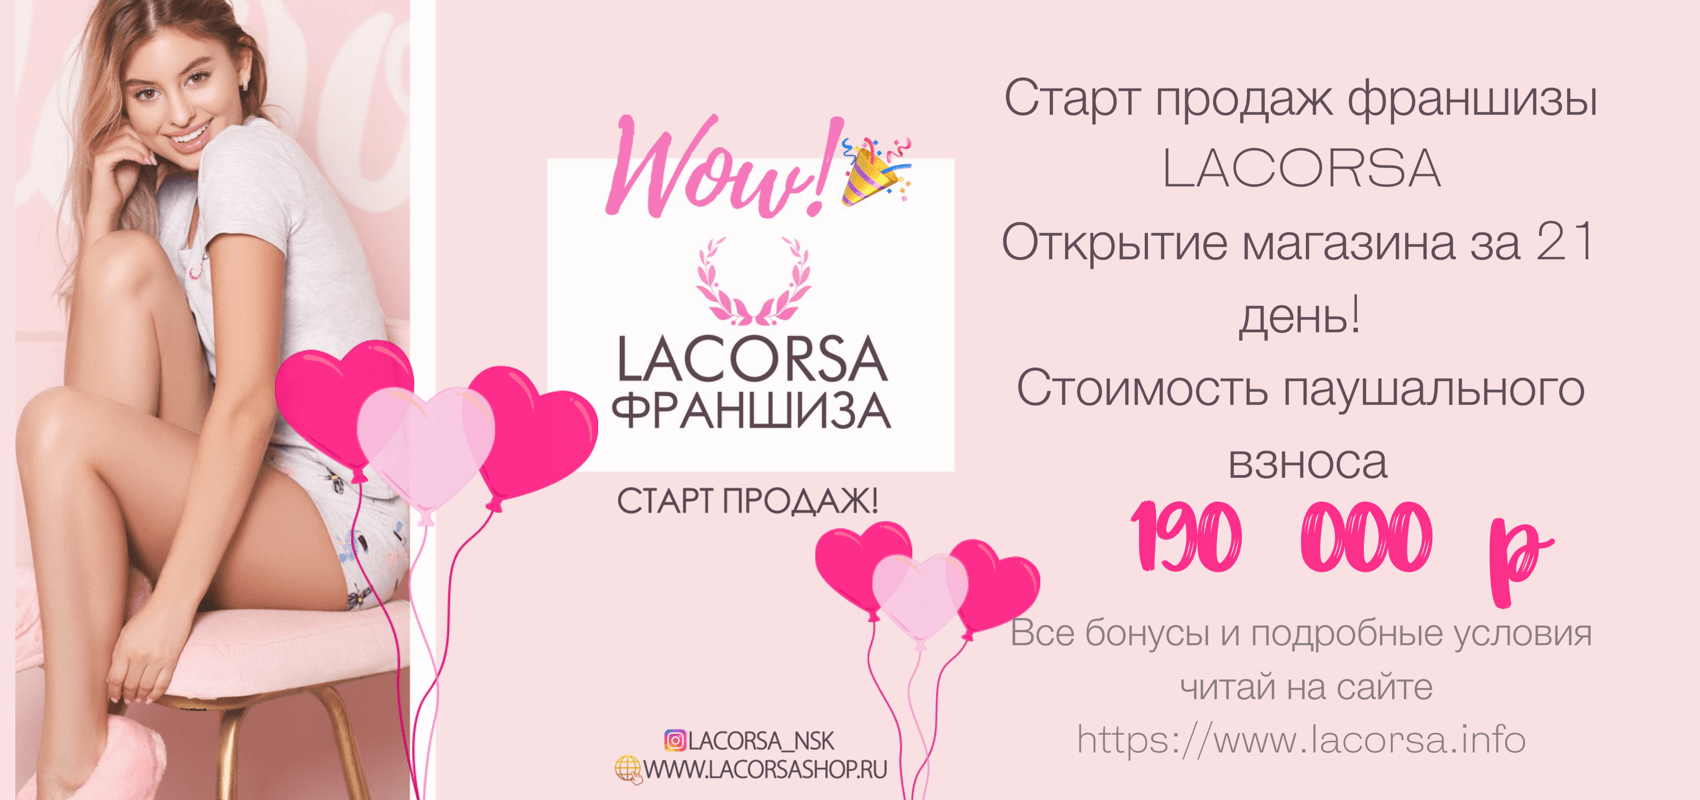 Wow!
LACORSA
ФРАНШИЗА
СТАРТ ПРОДАЖ!
LACORSA_NSK
WWW.LACORSASHOP.RU
Старт продаж франшизы
LACORSA
Открытие магазина за 21
день!
Стоимость паушального
взноса
190 000 р
Все бонусы и подробные условия
читай на сайте
https://www.lacorsa.info